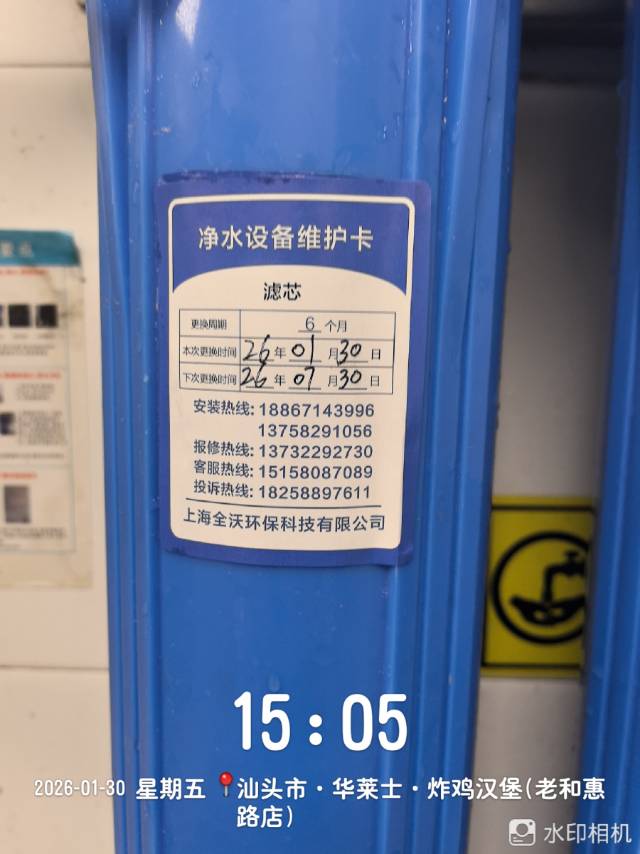 净水设备维护卡
滤芯
更换周期 6 个月
本次更换时间 26 年 01 月 30 日
下次更换时间 26 年 07 月 30 日
安装热线: 18867143996
13758291056
报修热线: 13732292730
客服热线: 15158087089
投诉热线: 18258897611
上海全沃环保科技有限公司
15:05
2026-01-30 星期五 汕头市·华莱士·炸鸡汉堡(老和惠
路店)
水印相机